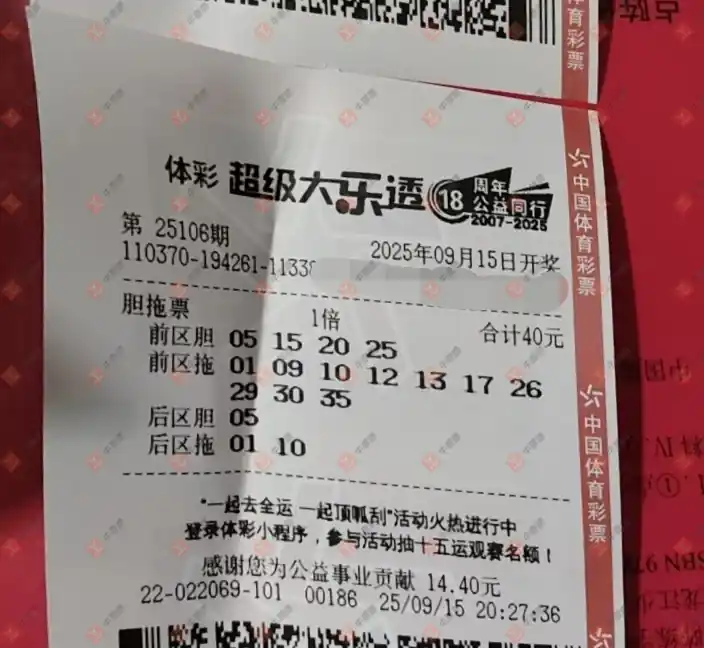 体育彩票
体彩 超级大乐透 18 周年 公益同行 2007-2025
第 25106期
2025年09月15日开奖
110370-194261-1133
胆拖票 1倍 合计40元
前区胆 05 15 20 25
前区拖 01 09 10 12 13 17 26
29 30 35
后区胆 05
后区拖 01 10
“一起去全运 一起顶呱刮”活动火热进行中
登录体彩小程序，参与活动抽十五运观赛名额！
感谢您为公益事业贡献 14.40元
22-022069-101 00186 25/09/15 20:27:36
中国体育彩票
中国体育彩票